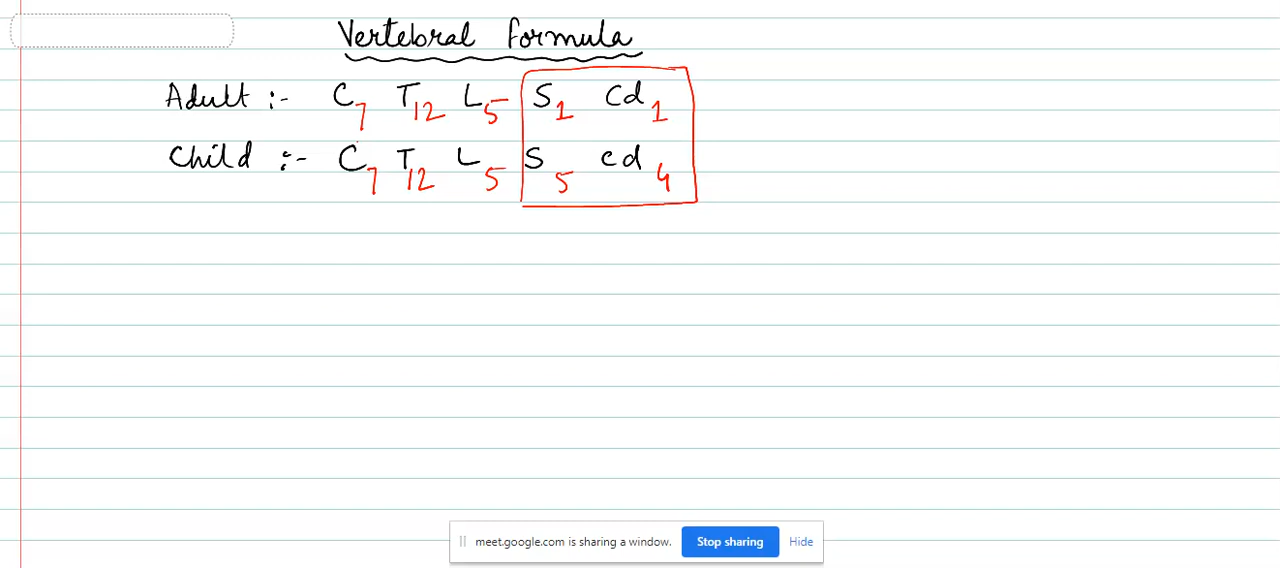 Vertebral Formula
Adult :- C7 T12 L5 S1 Cd1
Child :- C7 T12 L5 S5 cd4
meet.google.com is sharing a window. Stop sharing Hide